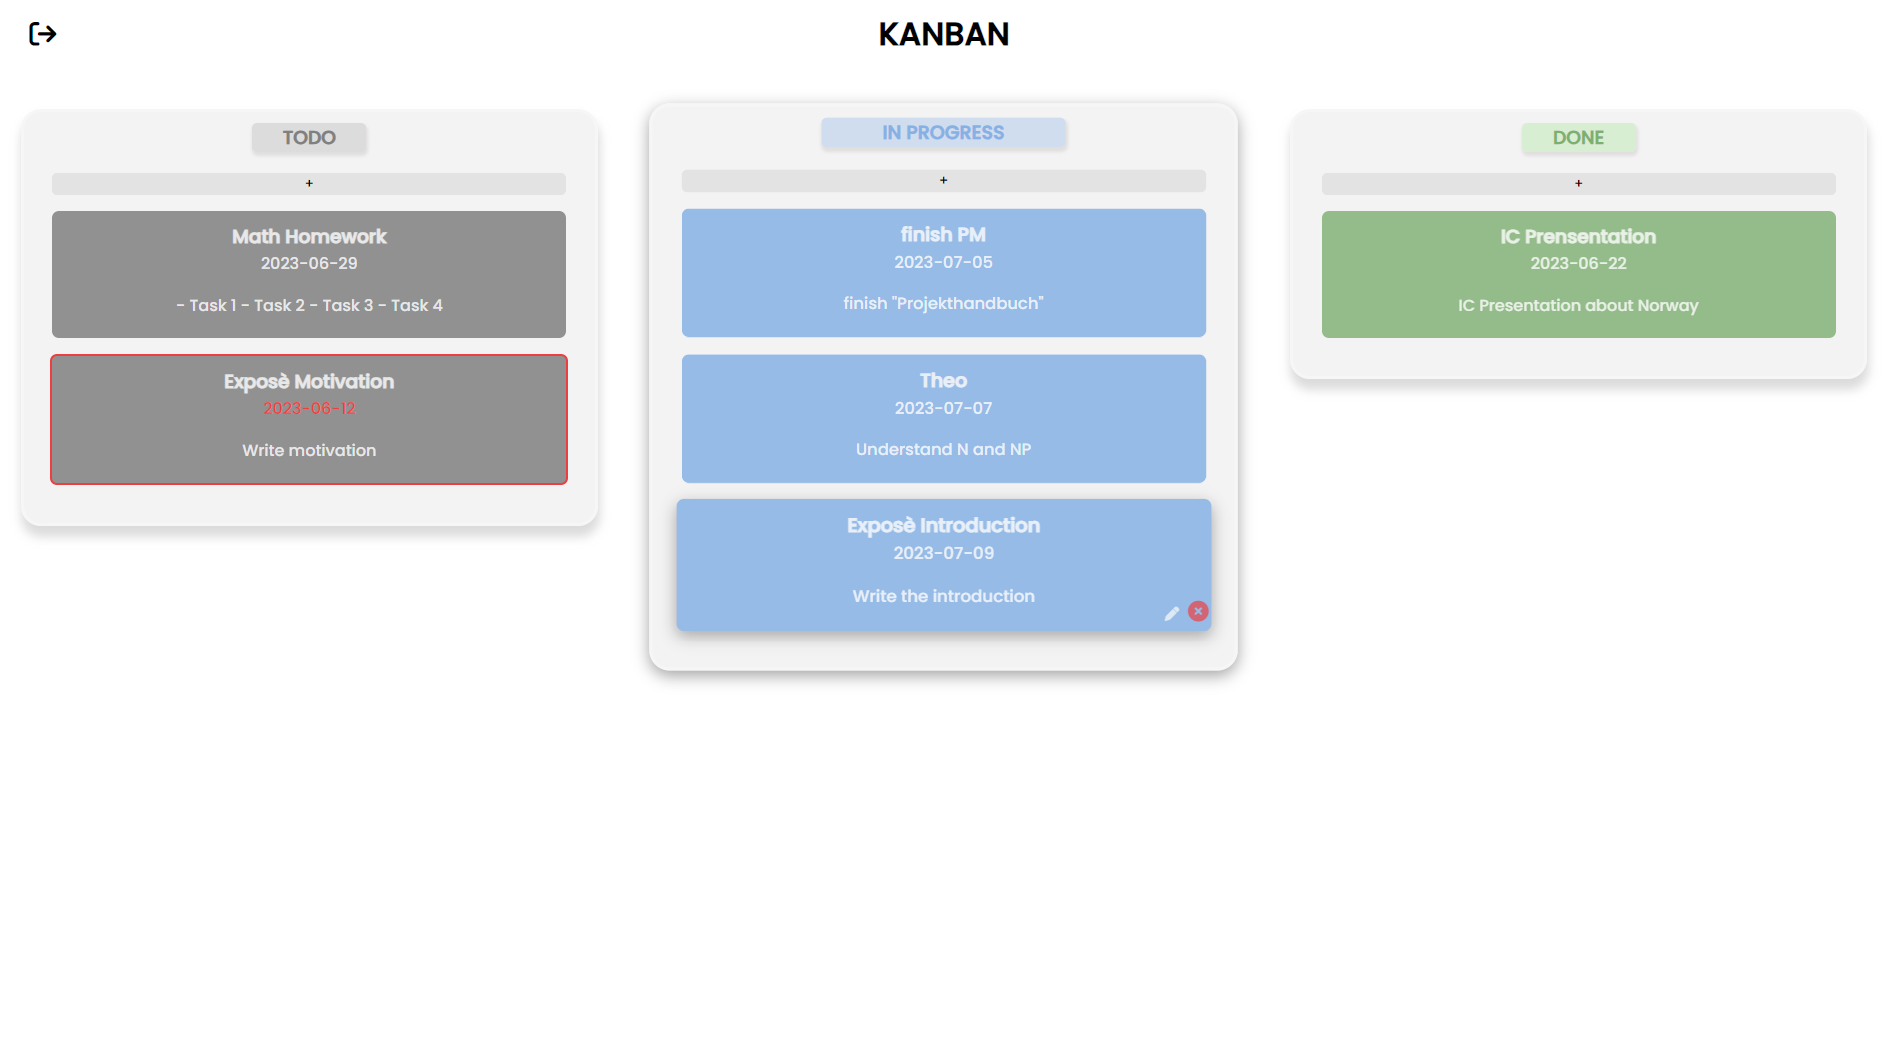 KANBAN
TODO
+
Math Homework
2023-06-29
- Task 1 - Task 2 - Task 3 - Task 4
Exposè Motivation
2023-06-12
Write motivation
IN PROGRESS
+
finish PM
2023-07-05
finish "Projekthandbuch"
Theo
2023-07-07
Understand N and NP
Exposè Introduction
2023-07-09
Write the introduction
DONE
+
IC Prensentation
2023-06-22
IC Presentation about Norway